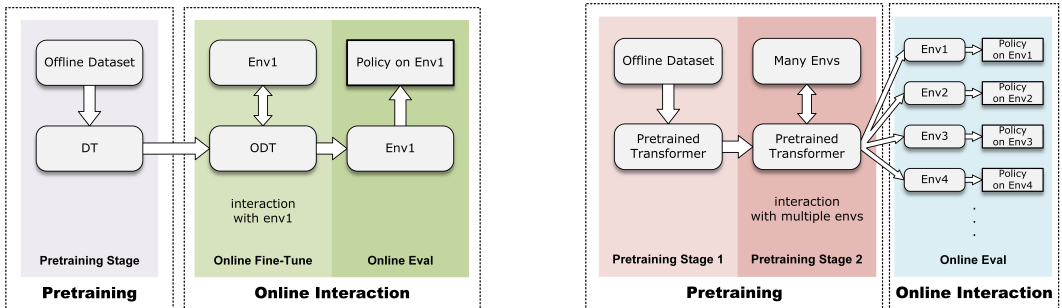 Offline Dataset
DT
Pretraining Stage
Pretraining
Env1
Policy on Env1
ODT
Env1
interaction
with env1
Online Fine-Tune
Online Eval
Online Interaction
Offline Dataset
Many Envs
Pretrained
Transformer
Pretrained
Transformer
interaction
with multiple envs
Pretraining Stage 1
Pretraining Stage 2
Pretraining
Env1
Policy
on Env1
Env2
Policy
on Env2
Env3
Policy
on Env3
Env4
Policy
on Env4
.
.
.
Online Eval
Online Interaction